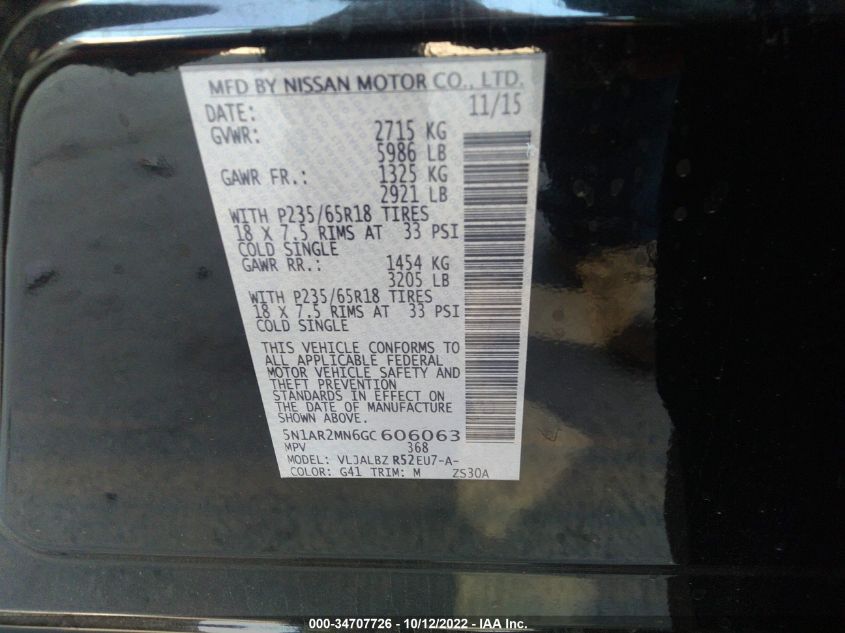 MFD BY NISSAN MOTOR CO., LTD.
DATE: 11/15
GVWR: 2715 KG
5986 LB
GAWR FR.: 1325 KG
2921 LB
WITH P235/65R18 TIRES
18 X 7.5 RIMS AT 33 PSI
COLD SINGLE
GAWR RR.: 1454 KG
3205 LB
WITH P235/65R18 TIRES
18 X 7.5 RIMS AT 33 PSI
COLD SINGLE
THIS VEHICLE CONFORMS TO
ALL APPLICABLE FEDERAL
MOTOR VEHICLE SAFETY AND
THEFT PREVENTION
STANDARDS IN EFFECT ON
THE DATE OF MANUFACTURE
SHOWN ABOVE.
5N1AR2MN6GC606063
MPV 368
MODEL: VLJALBZ R52EU7-A-
COLOR: G41 TRIM: M ZS30A
000-34707726 - 10/12/2022 - IAA Inc.